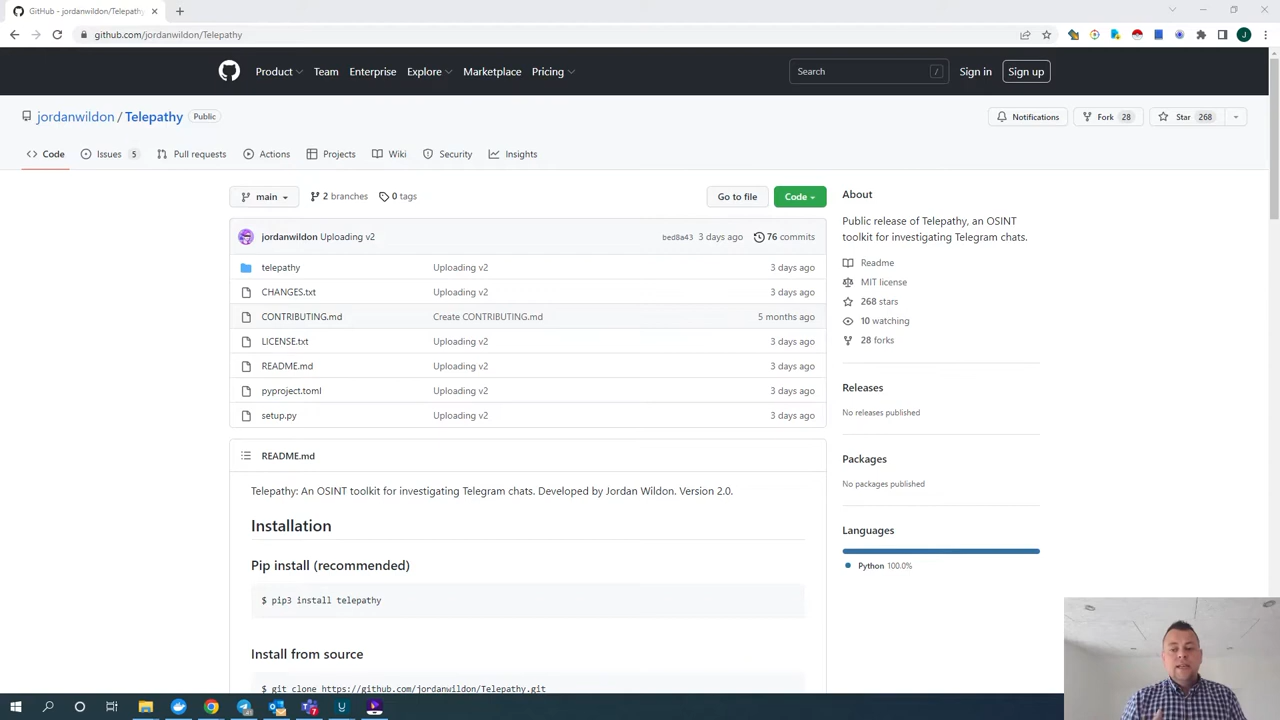 GitHub - jordanwildon/Telepathy
github.com/jordanwildon/Telepathy
J
Product Team Enterprise Explore Marketplace Pricing
Search /
Sign in Sign up
jordanwildon / Telepathy Public
Notifications Fork 28 Star 268
Code Issues 5 Pull requests Actions Projects Wiki Security Insights
main 2 branches 0 tags Go to file Code
jordanwildon Uploading v2 bed8a43 3 days ago 76 commits
telepathy Uploading v2 3 days ago
CHANGES.txt Uploading v2 3 days ago
CONTRIBUTING.md Create CONTRIBUTING.md 5 months ago
LICENSE.txt Uploading v2 3 days ago
README.md Uploading v2 3 days ago
pyproject.toml Uploading v2 3 days ago
setup.py Uploading v2 3 days ago
README.md
Telepathy: An OSINT toolkit for investigating Telegram chats. Developed by Jordan Wildon. Version 2.0.
Installation
Pip install (recommended)
$ pip3 install telepathy
Install from source
$ git clone https://github.com/jordanwildon/Telepathy.git
About
Public release of Telepathy, an OSINT
toolkit for investigating Telegram chats.
Readme
MIT license
268 stars
10 watching
28 forks
Releases
No releases published
Packages
No packages published
Languages
Python 100.0%